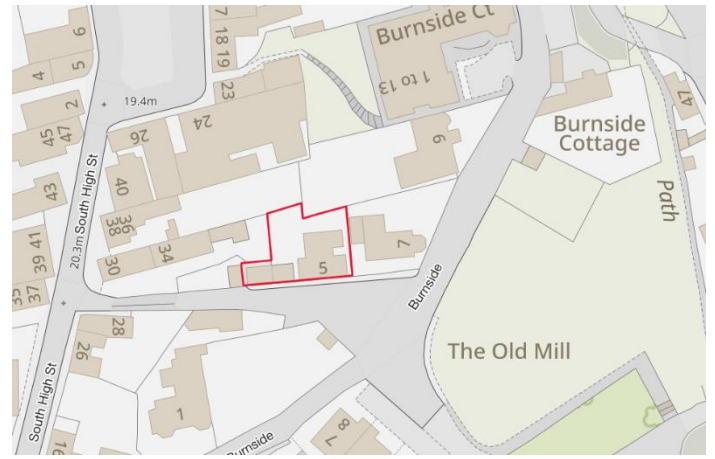 6
5
4
7
18
19
23
Burnside Ct
1 to 13
19.4m
2
45
47
26
24
47
Burnside
Cottage
Path
43
South High St
40
38
36
9
41
39
20.3m
34
30
7
5
35
37
Burnside
28
26
The Old Mill
1
South High St
Burnside
8
7